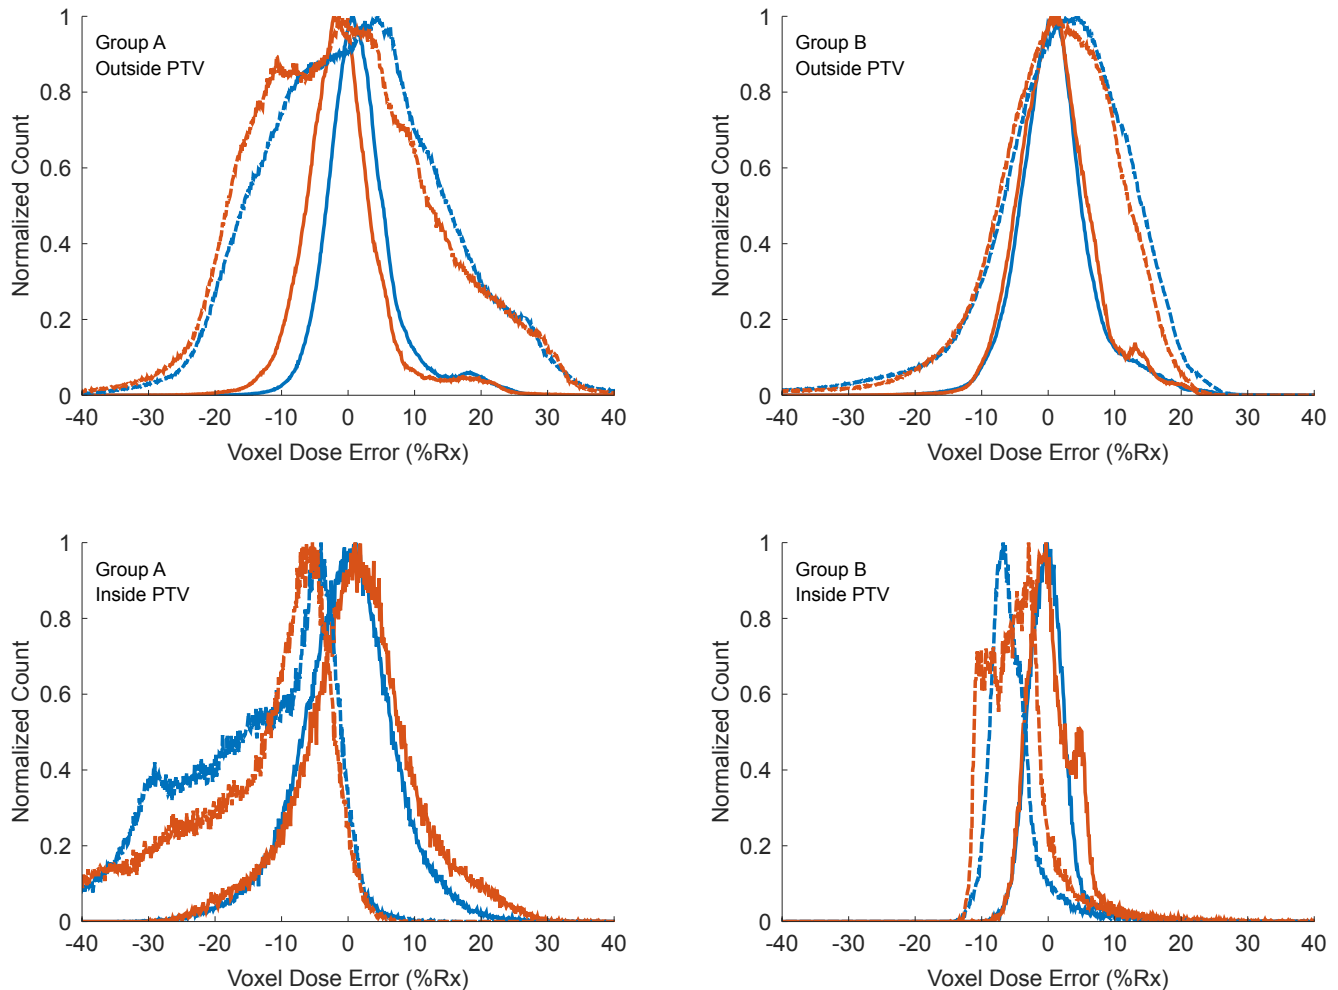 Group A
Outside PTV
Normalized Count
1
0.8
0.6
0.4
0.2
0
-40 -30 -20 -10 0 10 20 30 40
Voxel Dose Error (%Rx)
Group B
Outside PTV
Normalized Count
1
0.8
0.6
0.4
0.2
0
-40 -30 -20 -10 0 10 20 30 40
Voxel Dose Error (%Rx)
Group A
Inside PTV
Normalized Count
1
0.8
0.6
0.4
0.2
0
-40 -30 -20 -10 0 10 20 30 40
Voxel Dose Error (%Rx)
Group B
Inside PTV
Normalized Count
1
0.8
0.6
0.4
0.2
0
-40 -30 -20 -10 0 10 20 30 40
Voxel Dose Error (%Rx)